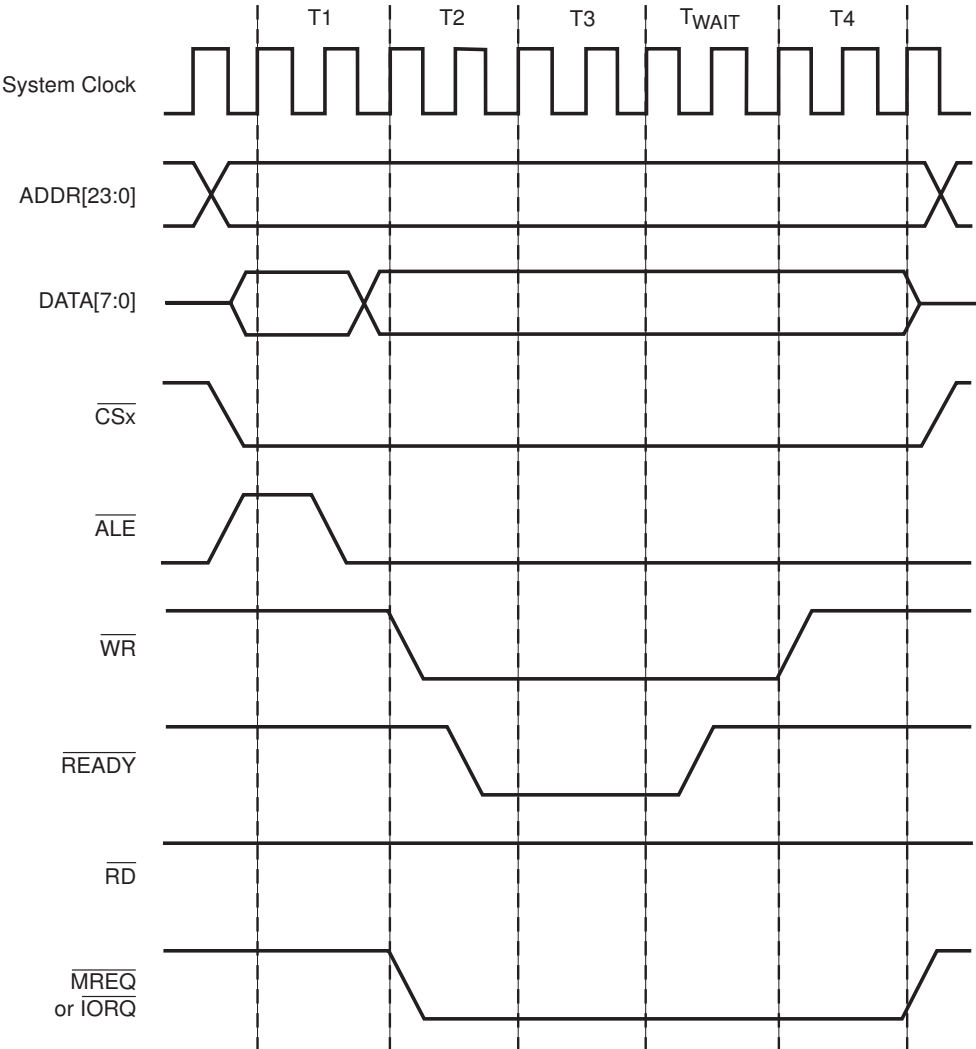 T1 T2 T3 TWAIT T4
System Clock
ADDR[23:0]
DATA[7:0]
CSx
ALE
WR
READY
RD
MREQ
or IORQ